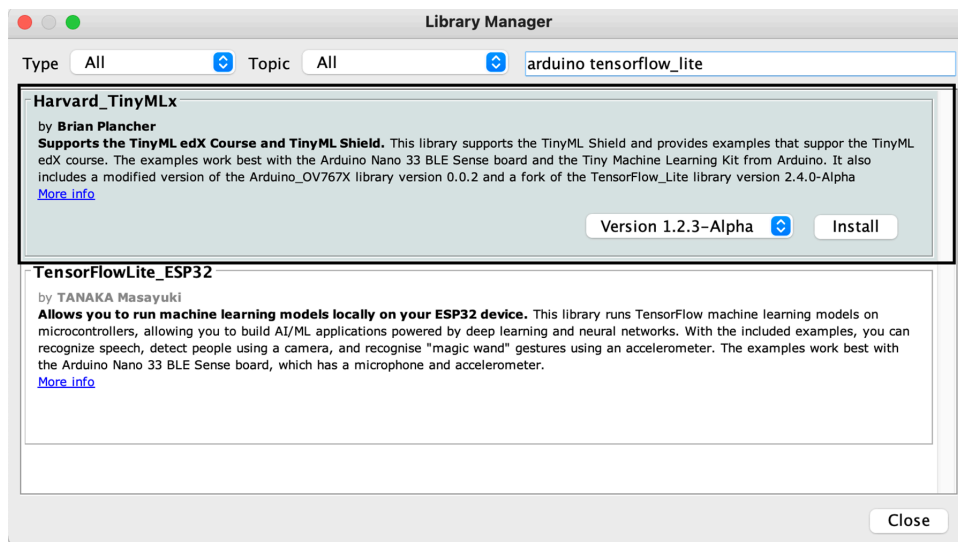 Library Manager
Type All Topic All arduino tensorflow_lite
Harvard_TinyMLx
by Brian Plancher
Supports the TinyML edX Course and TinyML Shield. This library supports the TinyML Shield and provides examples that suppor the TinyML
edX course. The examples work best with the Arduino Nano 33 BLE Sense board and the Tiny Machine Learning Kit from Arduino. It also
includes a modified version of the Arduino_OV767X library version 0.0.2 and a fork of the TensorFlow_Lite library version 2.4.0-Alpha
More info
Version 1.2.3-Alpha Install
TensorFlowLite_ESP32
by TANAKA Masayuki
Allows you to run machine learning models locally on your ESP32 device. This library runs TensorFlow machine learning models on
microcontrollers, allowing you to build AI/ML applications powered by deep learning and neural networks. With the included examples, you can
recognize speech, detect people using a camera, and recognise "magic wand" gestures using an accelerometer. The examples work best with
the Arduino Nano 33 BLE Sense board, which has a microphone and accelerometer.
More info
Close